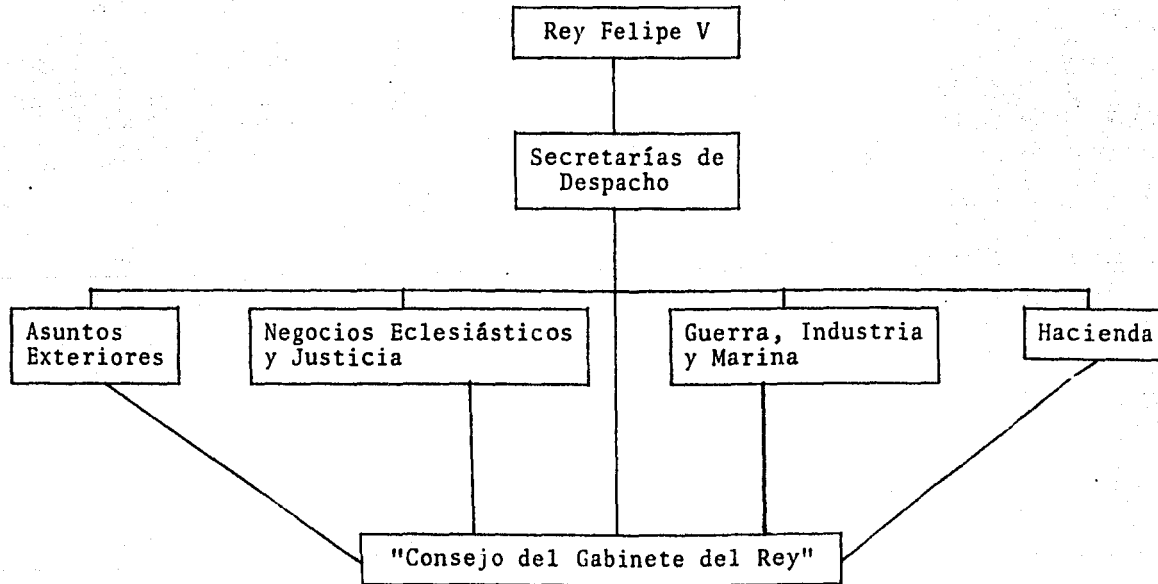 Rey Felipe V
Secretarías de
Despacho
Asuntos
Exteriores
Negocios Eclesiásticos
y Justicia
Guerra, Industria
y Marina
Hacienda
"Consejo del Gabinete del Rey"